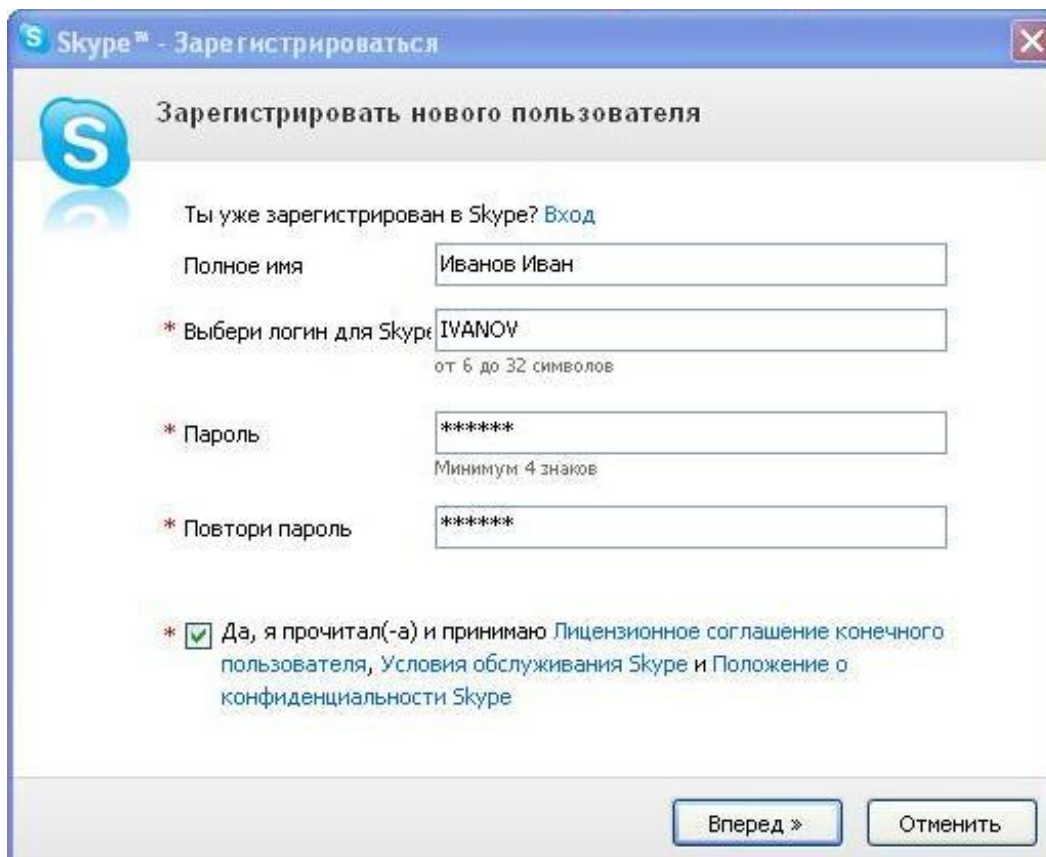 Skype™ - Зарегистрироваться
Зарегистрировать нового пользователя
Ты уже зарегистрирован в Skype? Вход
Полное имя Иванов Иван
* Выбери логин для Skype IVANOV
от 6 до 32 символов
* Пароль ******
Минимум 4 знаков
* Повтори пароль ******
* Да, я прочитал(-а) и принимаю Лицензионное соглашение конечного
пользователя, Условия обслуживания Skype и Положение о
конфиденциальности Skype
Вперед » Отменить